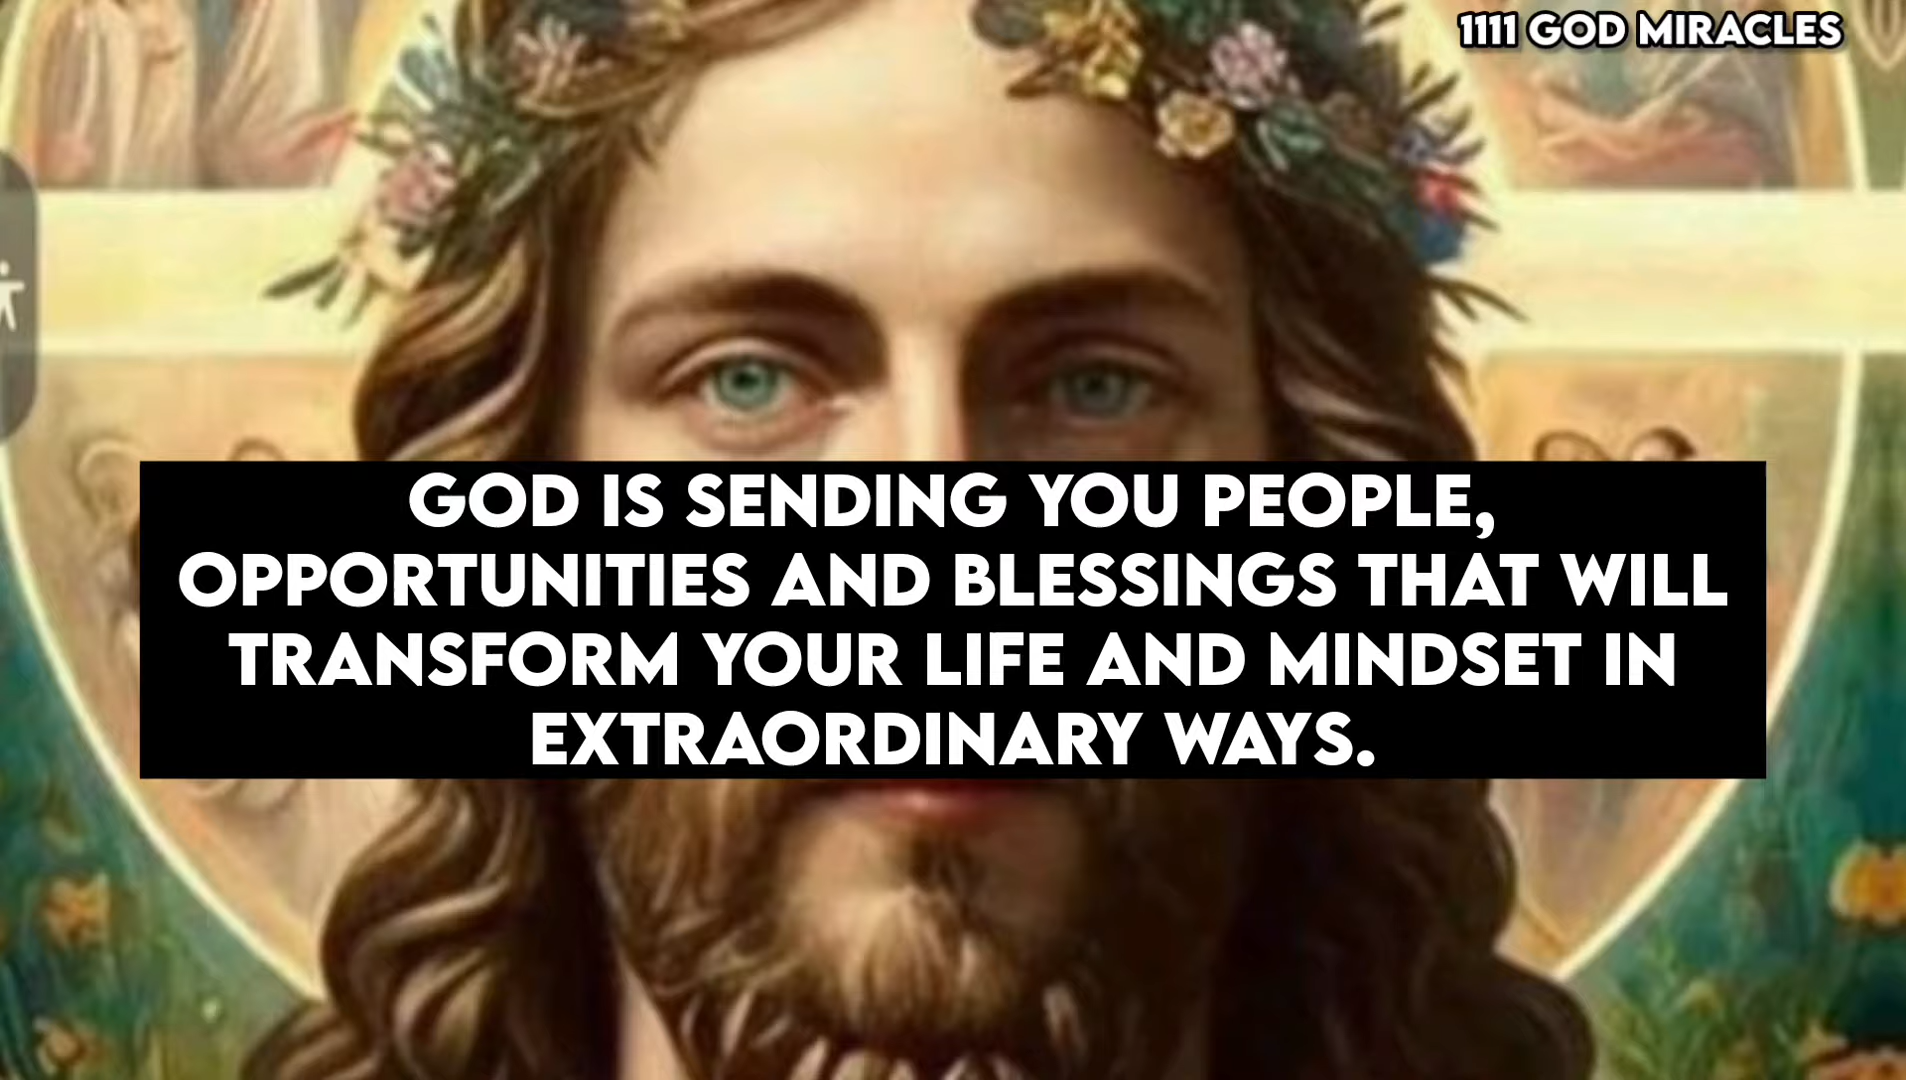 1111 GOD MIRACLES
GOD IS SENDING YOU PEOPLE,
OPPORTUNITIES AND BLESSINGS THAT WILL
TRANSFORM YOUR LIFE AND MINDSET IN
EXTRAORDINARY WAYS.